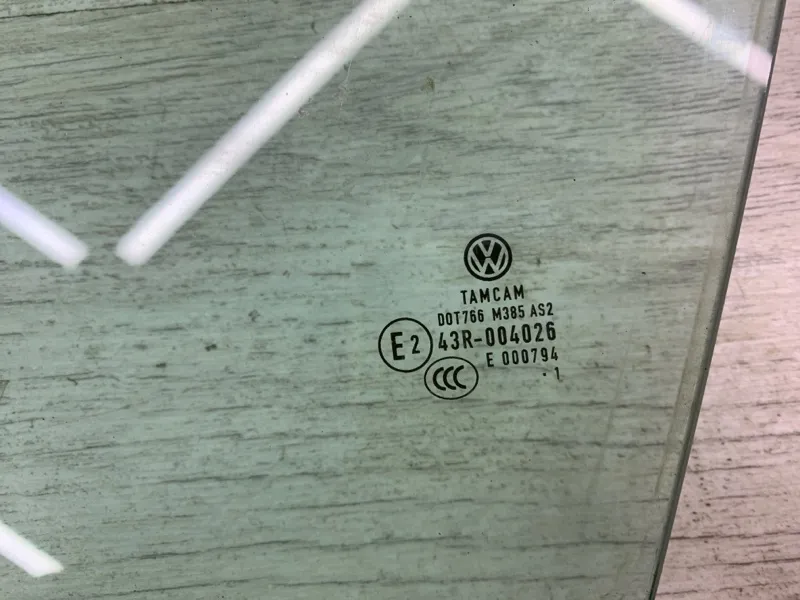 TAMCAM
DOT766 M385 AS2
E2 43R-004026
E 000794
CCC
· 1